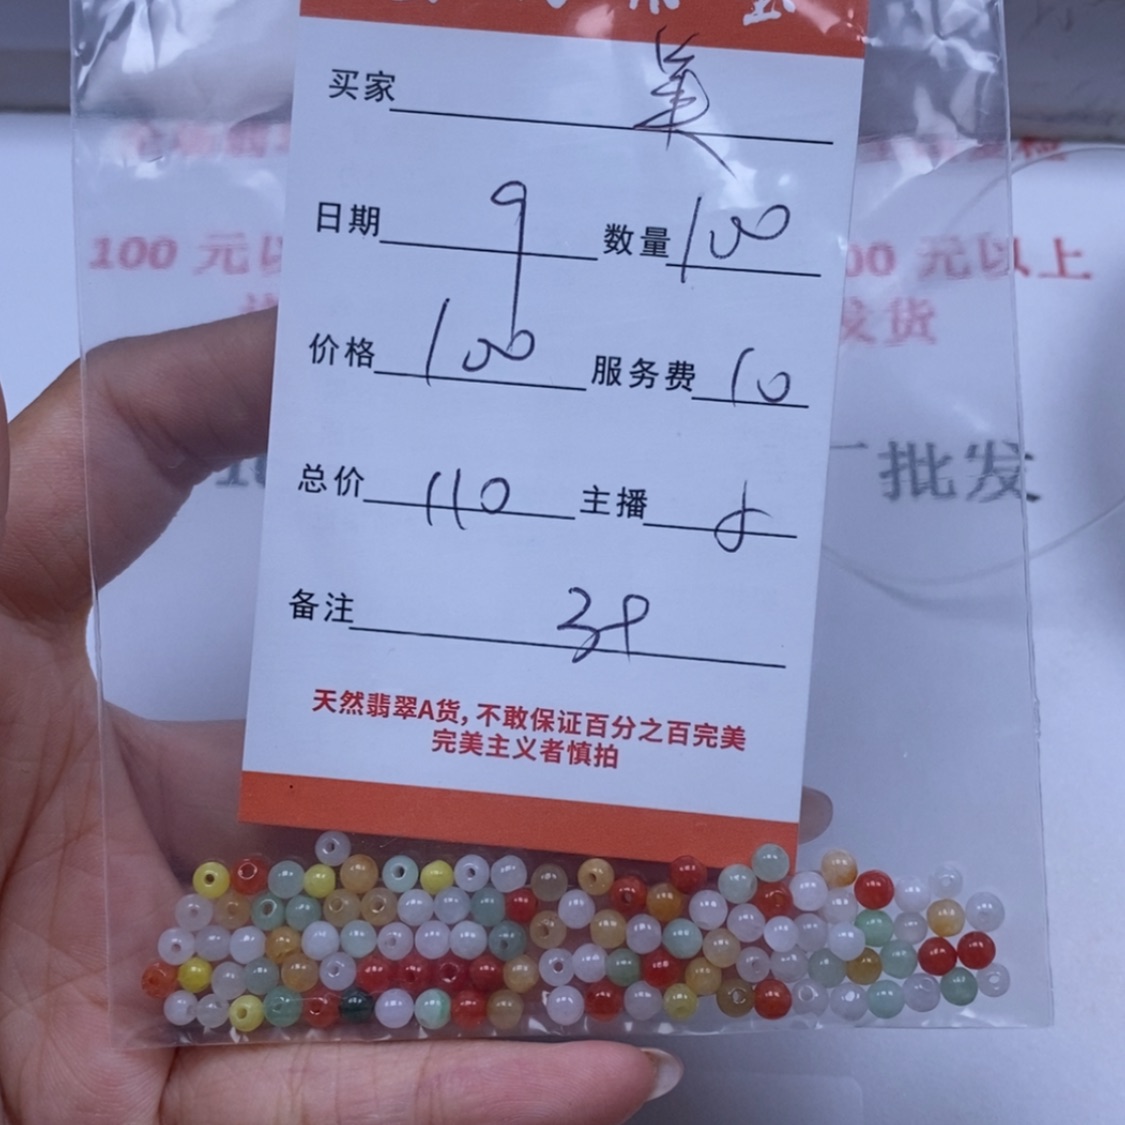 买家 美
日期 9 数量 100
100 元以 00 元以上
价格 100 服务费 10
发货
总价 110 主播
批发
备注
天然翡翠A货,不敢保证百分之百完美
完美主义者慎拍